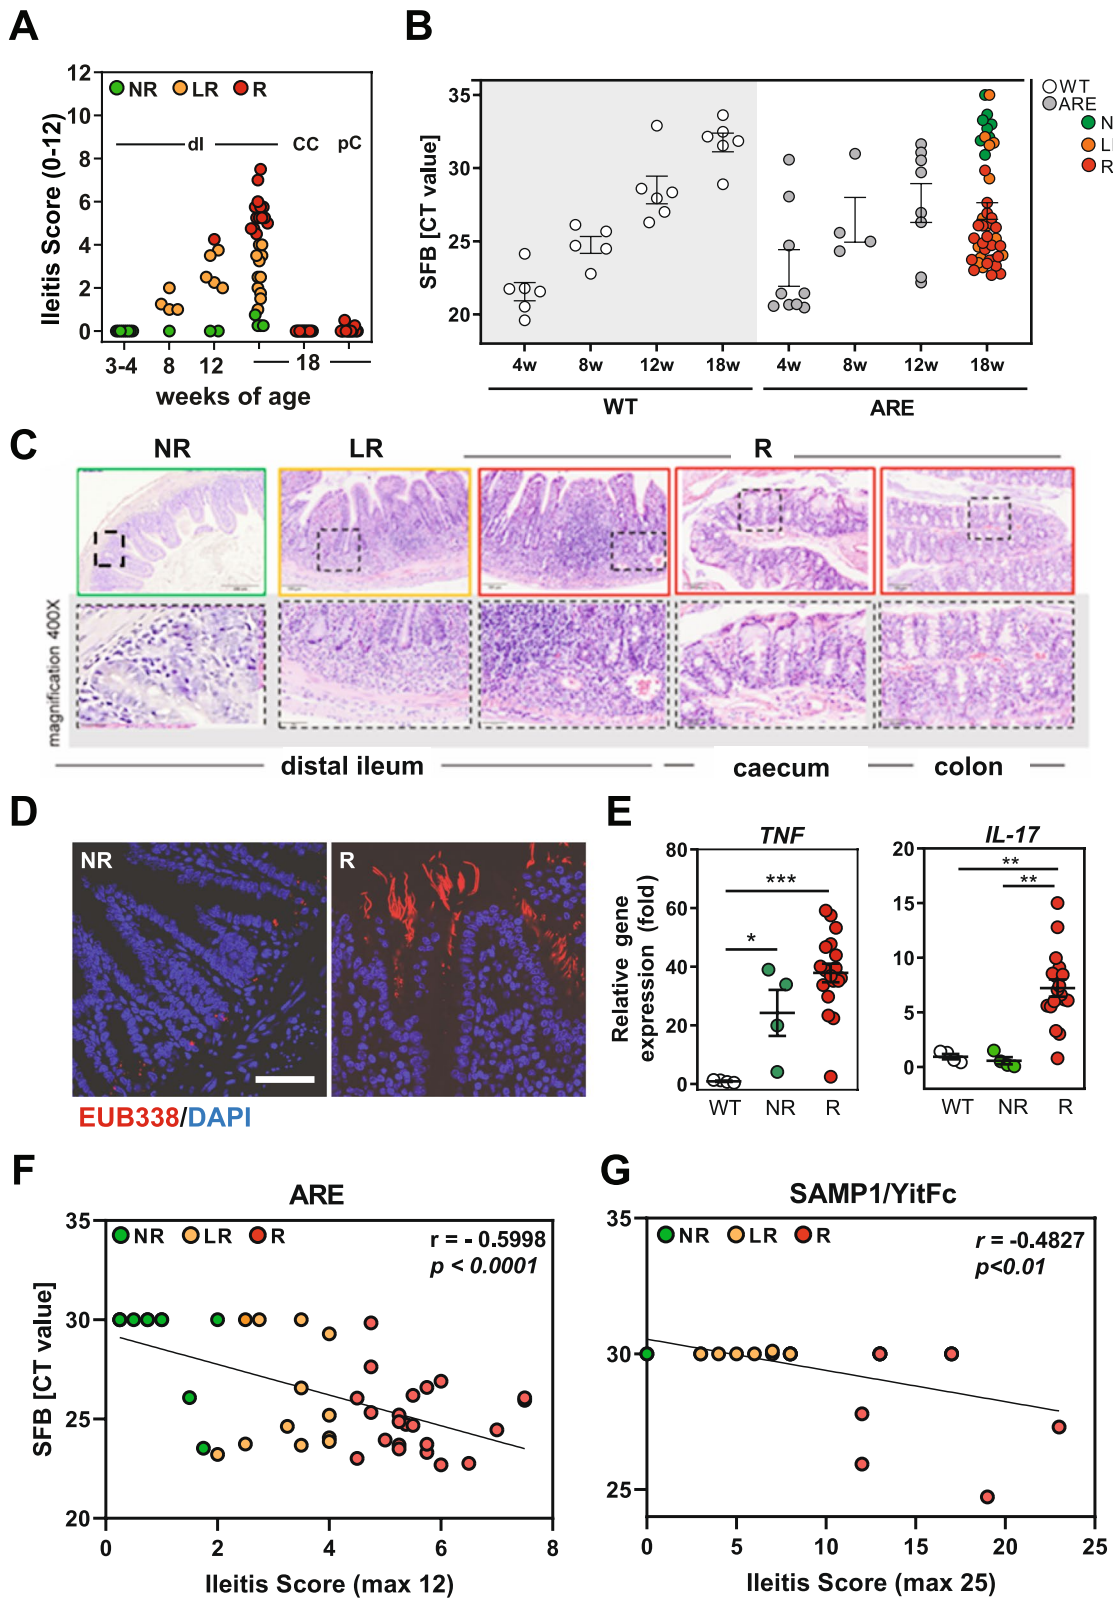 A
12
10
8
6
4
2
0
Ileitis Score (0-12)
NR LR R
dI CC pC
3-4 8 12 18
weeks of age
B
35
30
25
20
SFB [CT value]
4w 8w 12w 18w 4w 8w 12w 18w
WT ARE
WT
ARE
N
LI
R
C
NR LR R
magnification 400X
distal ileum caecum colon
D
NR R
EUB338/DAPI
E
TNF
80
60
40
20
0
Relative gene
expression (fold)
***
*
WT NR R
IL-17
20
15
10
5
0
**
**
WT NR R
F
ARE
35
30
25
20
SFB [CT value]
NR LR R
r = - 0.5998
p < 0.0001
0 2 4 6 8
Ileitis Score (max 12)
G
SAMP1/YitFc
35
30
25
NR LR R
r = -0.4827
p<0.01
0 5 10 15 20 25
Ileitis Score (max 25)